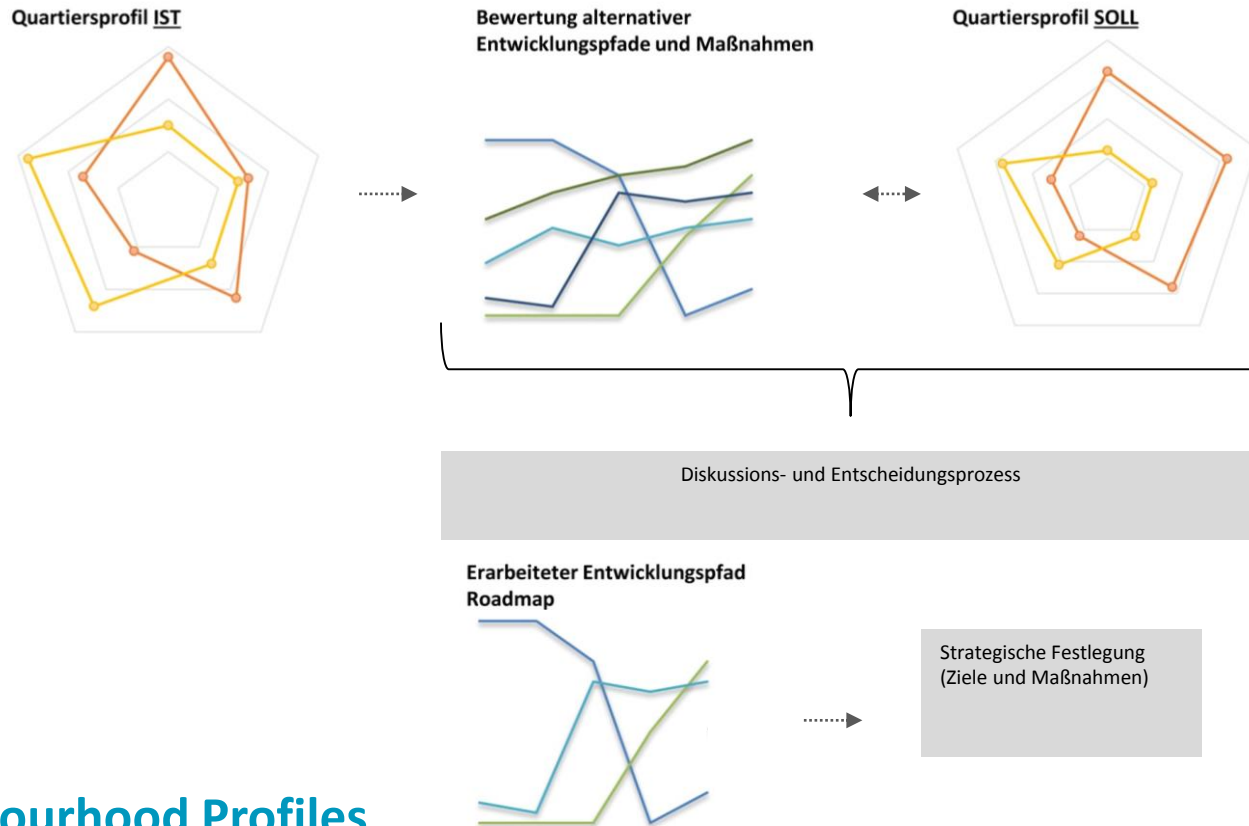 Quartiersprofil IST
Bewertung alternativer
Entwicklungspfade und Maßnahmen
Quartiersprofil SOLL
Diskussions- und Entscheidungsprozess
Erarbeiteter Entwicklungspfad
Roadmap
Strategische Festlegung
(Ziele und Maßnahmen)
ourhood Profiles